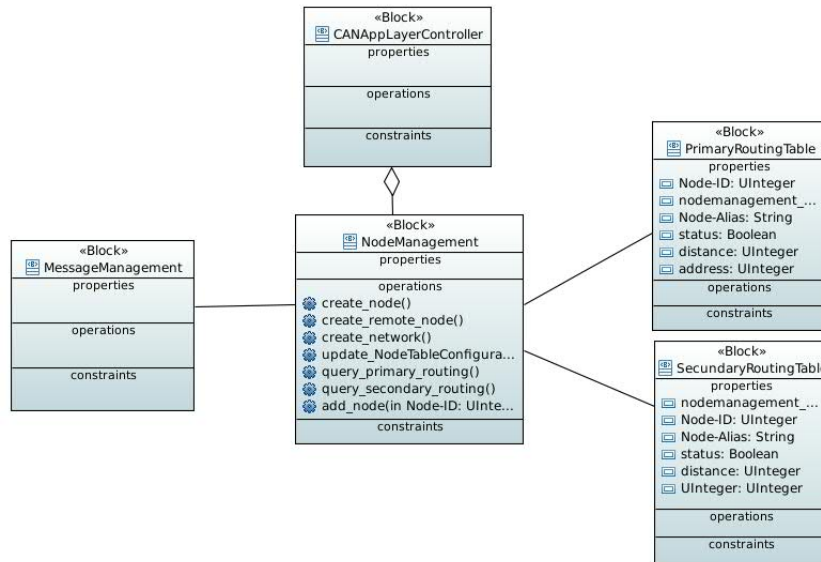 «Block»
CANAppLayerController
properties
operations
constraints
«Block»
MessageManagement
properties
operations
constraints
«Block»
NodeManagement
properties
operations
create_node()
create_remote_node()
create_network()
update_NodeTableConfigura...
query_primary_routing()
query_secondary_routing()
add_node(in Node-ID: UInte...
constraints
«Block»
PrimaryRoutingTable
properties
Node-ID: UInteger
nodemanagement_...
Node-Alias: String
status: Boolean
distance: UInteger
address: UInteger
operations
constraints
«Block»
SecundaryRoutingTable
properties
nodemanagement_...
Node-ID: UInteger
Node-Alias: String
status: Boolean
distance: UInteger
UInteger: UInteger
operations
constraints